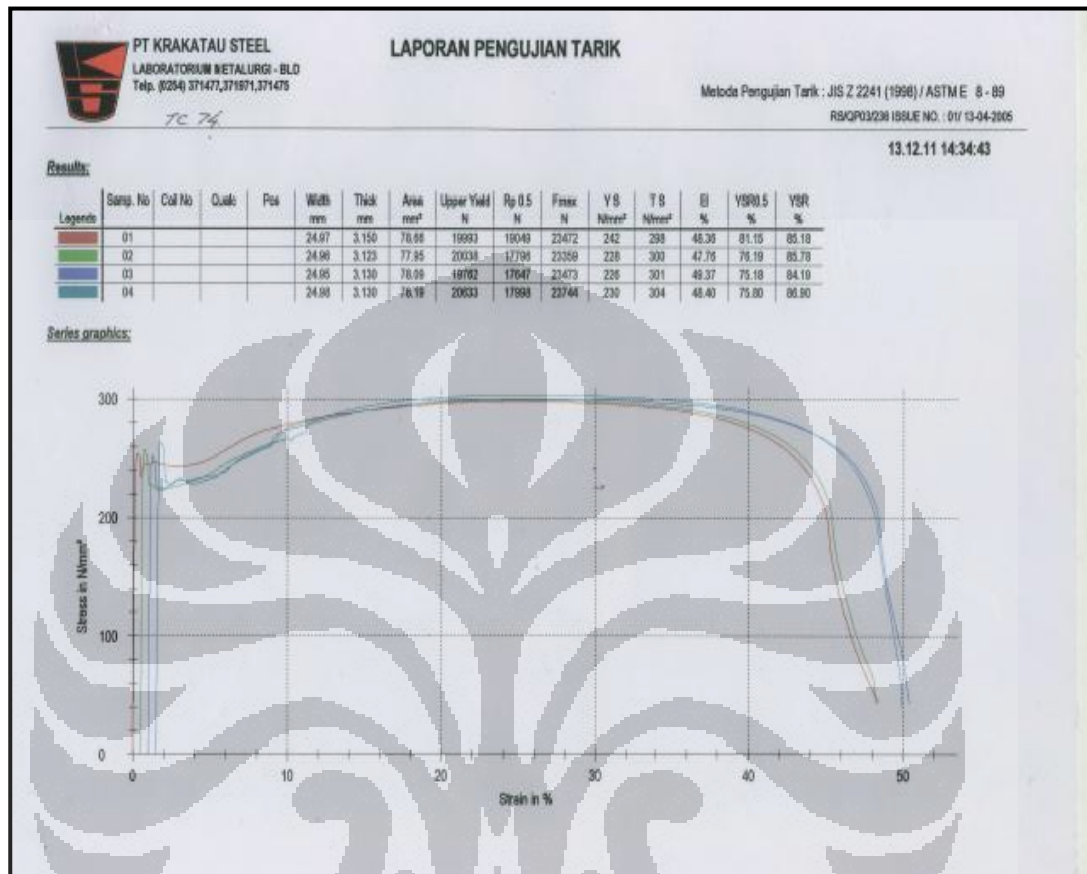 PT KRAKATAU STEEL
LABORATORIUM METALURGI - BLD
Telp. (0254) 371477,371971,371475
TC 74
LAPORAN PENGUJIAN TARIK
Metoda Pengujian Tarik : JIS Z 2241 (1998) / ASTM E 8 - 89
RS/QP03/236 ISSUE NO. : 01/ 13-04-2005
13.12.11 14:34:43
Results:
Legends Samp. No Coil No Qualc Pos Width mm Thick mm Area mm² Upper Yield N Rp 0.5 N Fmax N Y S N/mm² T S N/mm² El % YSR0.5 % YSR %
01 24.97 3.150 78.66 19993 19049 23472 242 298 48.36 81.15 85.18
02 24.96 3.123 77.95 20038 17796 23359 228 300 47.76 76.19 85.78
03 24.95 3.130 78.09 19762 17647 23473 226 301 49.37 75.18 84.19
04 24.98 3.130 78.19 20633 17998 23744 230 304 48.40 75.80 86.90
Series graphics:
300
200
100
0
Stress in N/mm²
0 10 20 30 40 50
Strain in %